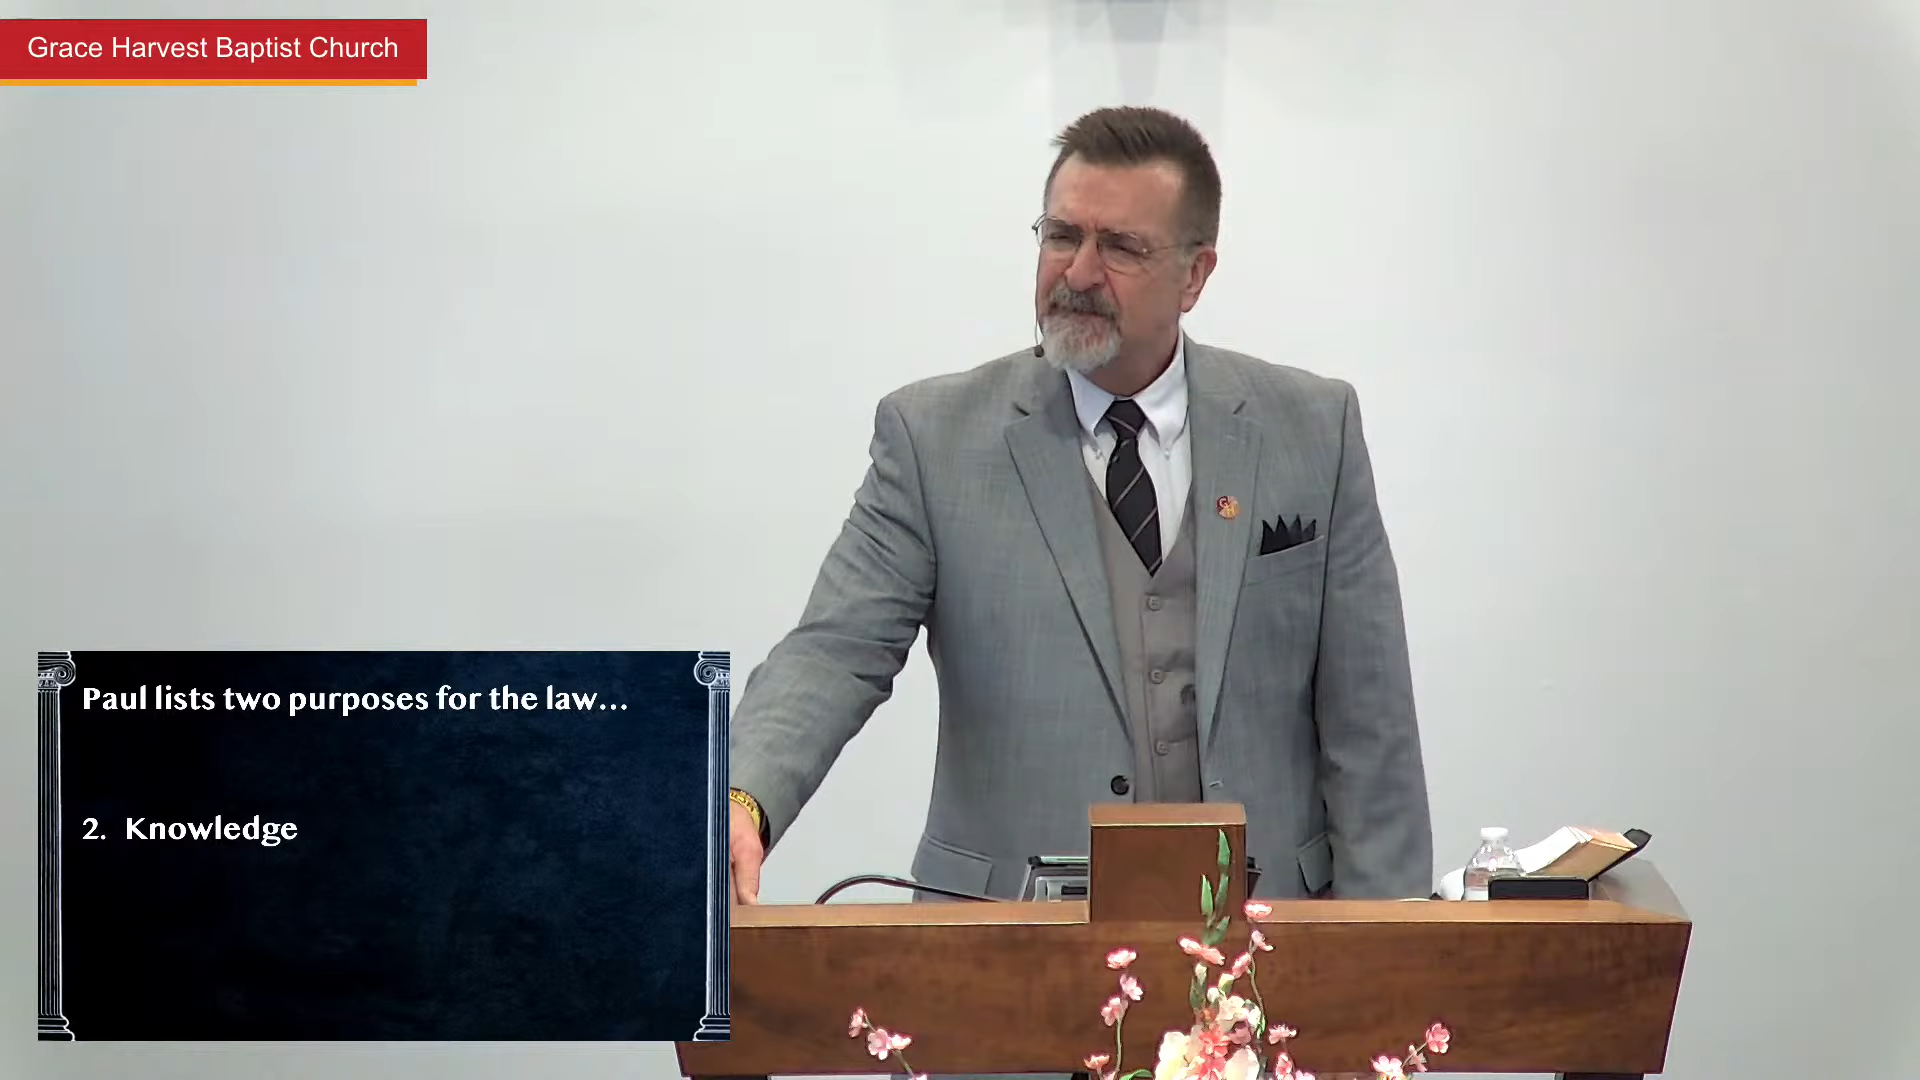 Grace Harvest Baptist Church
Paul lists two purposes for the law...
2. Knowledge